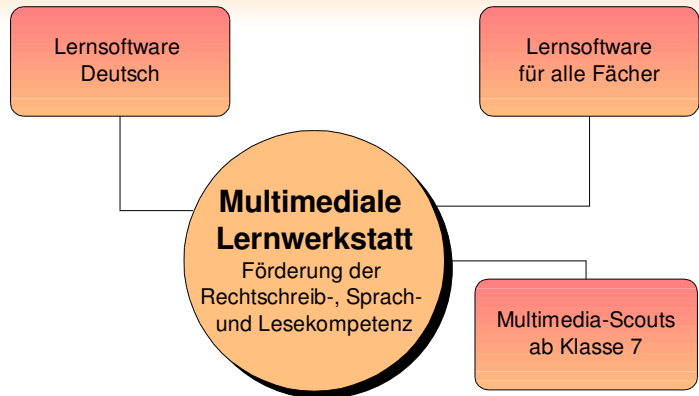 Lernsoftware
Deutsch
Lernsoftware
für alle Fächer
Multimediale
Lernwerkstatt
Förderung der
Rechtschreib-, Sprach-
und Lesekompetenz
Multimedia-Scouts
ab Klasse 7